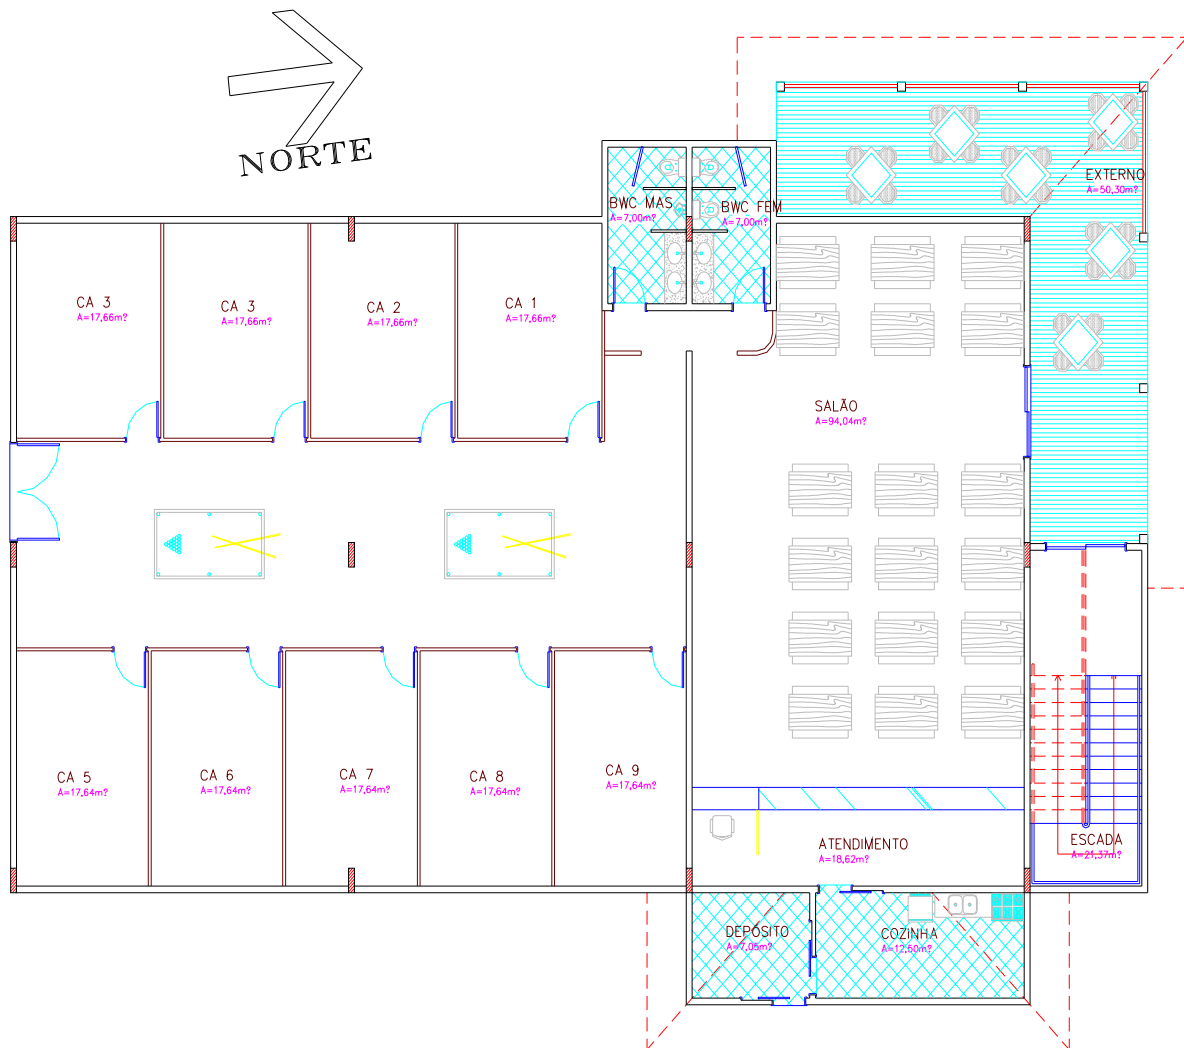 NORTE
EXTERNO
A=50,30m?
BWC MAS
A=7,00m?
BWC FEM
A=7,00m?
CA 3
A=17,66m?
CA 3
A=17,66m?
CA 2
A=17,66m?
CA 1
A=17,66m?
SALÃO
A=94,04m?
CA 5
A=17,64m?
CA 6
A=17,64m?
CA 7
A=17,64m?
CA 8
A=17,64m?
CA 9
A=17,64m?
ATENDIMENTO
A=18,62m?
ESCADA
A=21,37m?
DEPÓSITO
A=7,05m?
COZINHA
A=12,50m?